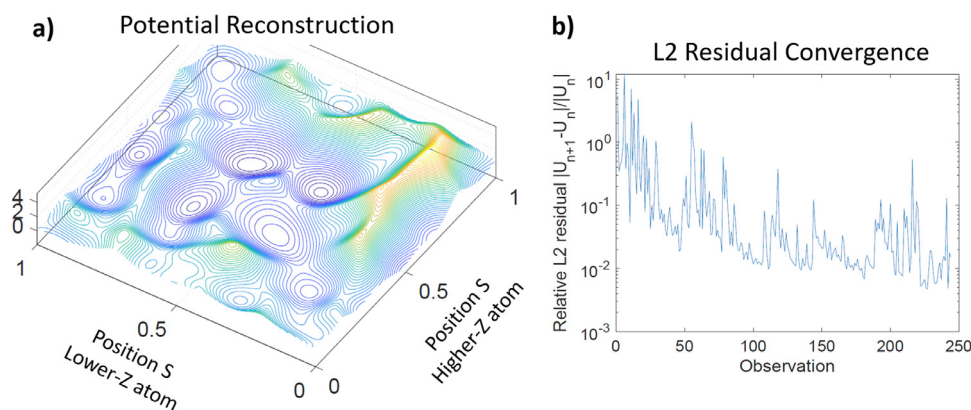 a)
Potential Reconstruction
4
2
0
1
0.5
0
Position S
Lower-Z atom
0
0.5
1
Position S
Higher-Z atom
b)
L2 Residual Convergence
Relative L2 residual |U_{n+1}-U_n|/|U_n|
10^1
10^0
10^-1
10^-2
10^-3
0
50
100
150
200
250
Observation